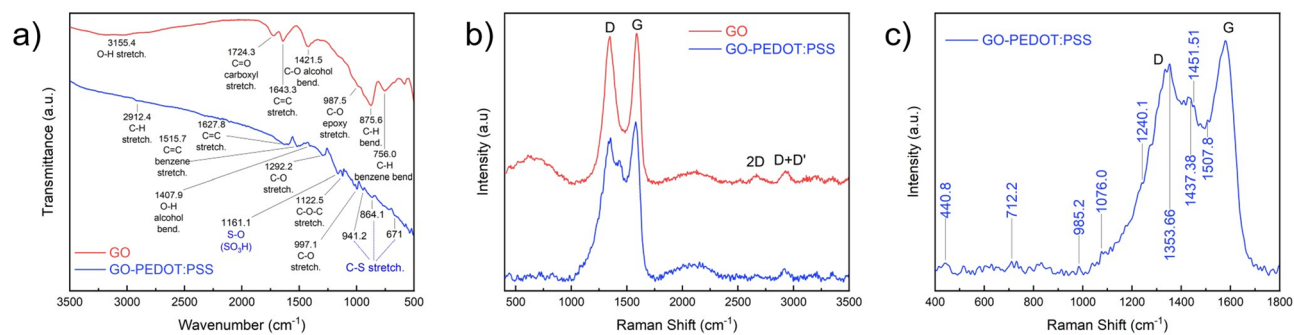 a)
3155.4
O-H stretch.
1724.3
C=O
carboxyl
stretch.
1643.3
C=C
stretch.
1421.5
C-O alcohol
bend.
987.5
C-O
epoxy
stretch.
875.6
C-H
bend.
756.0
C-H
benzene bend
2912.4
C-H
stretch.
1627.8
C=C
stretch.
1515.7
C=C
benzene
stretch.
1407.9
O-H
alcohol
bend.
1292.2
C-O
stretch.
1161.1
S-O
(SO3H)
1122.5
C-O-C
stretch.
997.1
C-O
stretch.
941.2
864.1
671
C-S stretch.
GO
GO-PEDOT:PSS
Transmittance (a.u.)
3500 3000 2500 2000 1500 1000 500
Wavenumber (cm-1)
b)
D
G
GO
GO-PEDOT:PSS
2D
D+D'
Intensity (a.u)
500 1000 1500 2000 2500 3000 3500
Raman Shift (cm-1)
c)
GO-PEDOT:PSS
D
G
440.8
712.2
985.2
1076.0
1240.1
1353.66
1437.38
1451.51
1507.8
Intensity (a.u)
400 600 800 1000 1200 1400 1600 1800
Raman Shift (cm-1)